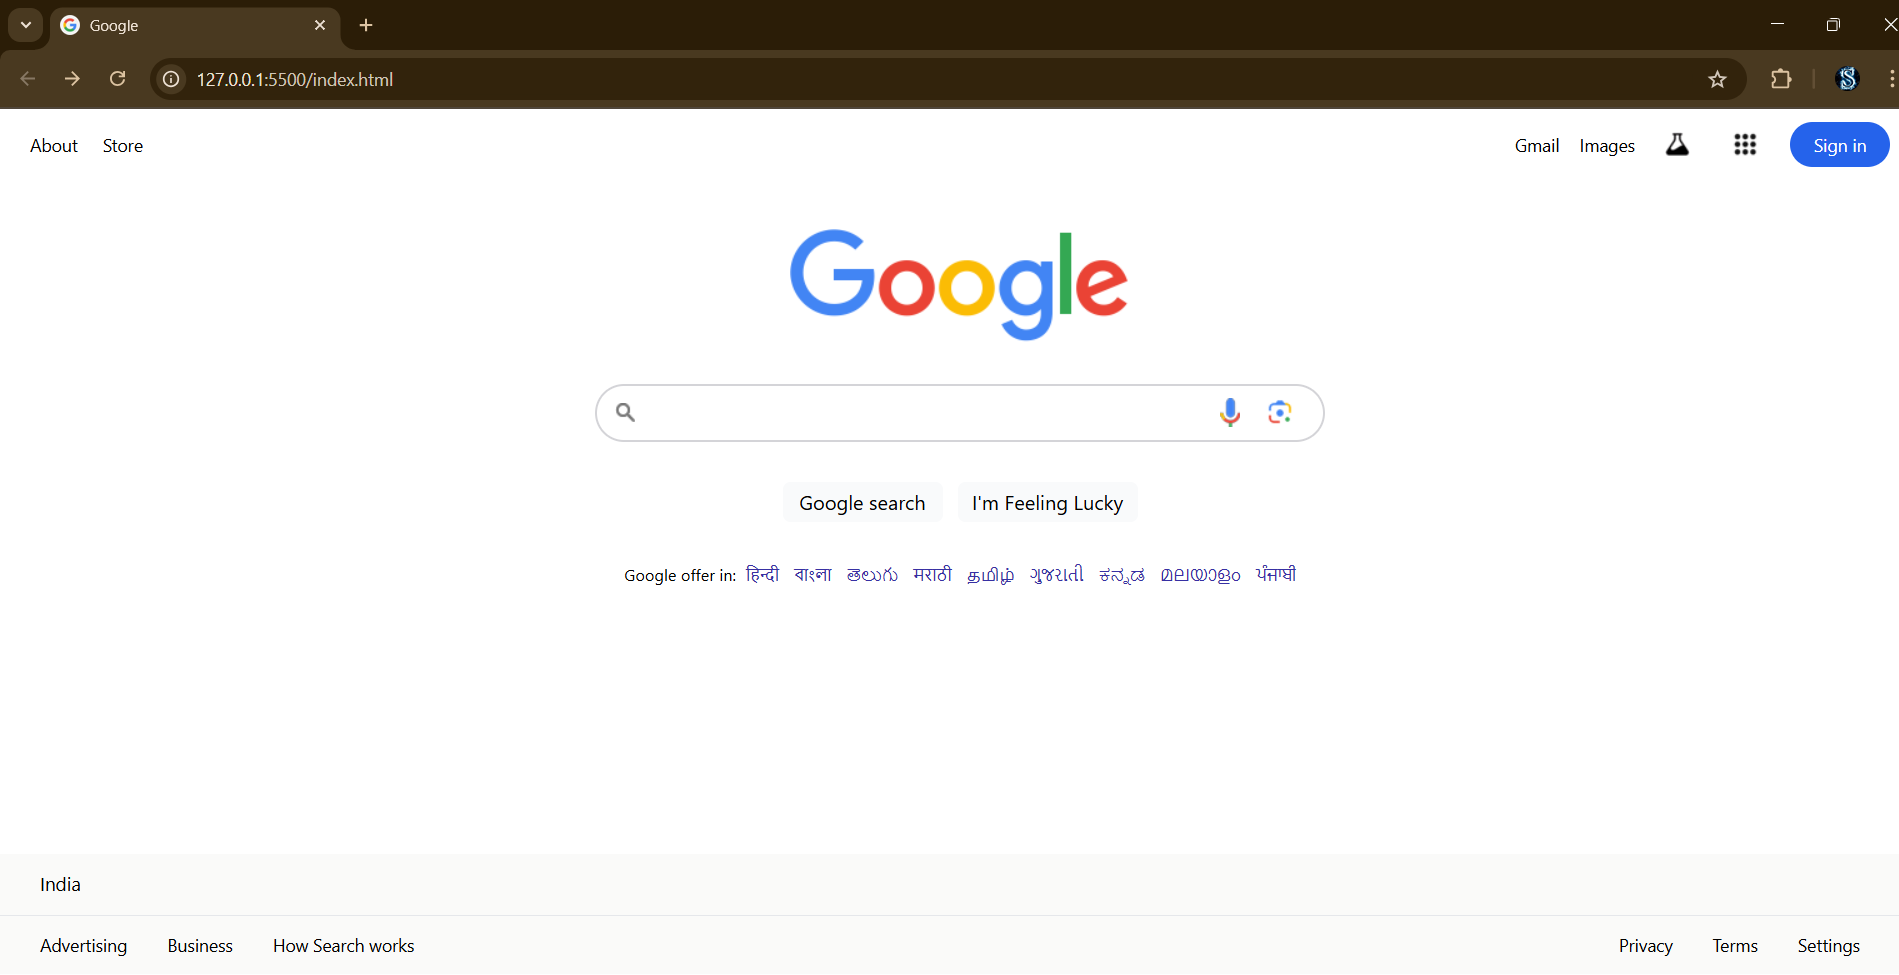 Google
127.0.0.1:5500/index.html
About Store Gmail Images Sign in
Google
Google search I'm Feeling Lucky
Google offer in: हिन्दी বাংলা తెలుగు मराठी தமிழ் ગુજરાતી ಕನ್ನಡ മലയാളം ਪੰਜਾਬੀ
India
Advertising Business How Search works Privacy Terms Settings